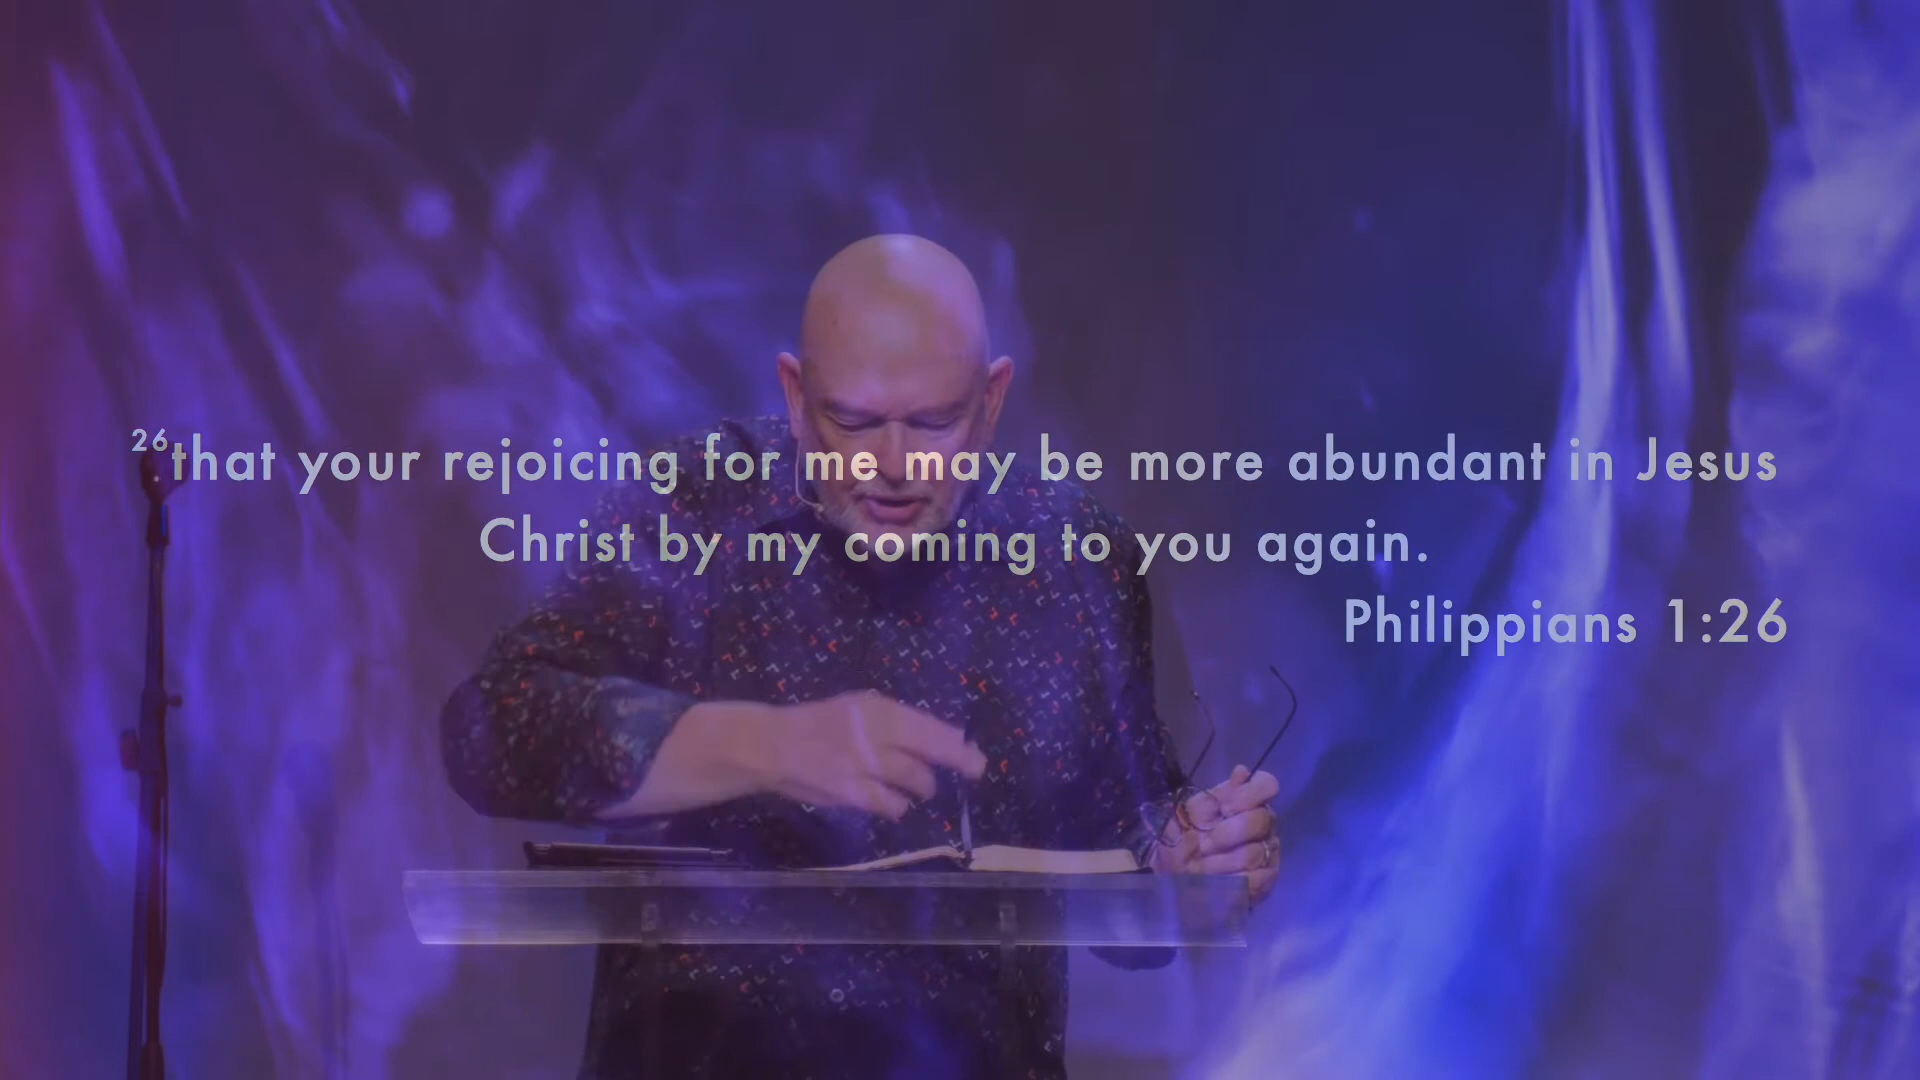 26that your rejoicing for me may be more abundant in Jesus
Christ by my coming to you again.
Philippians 1:26